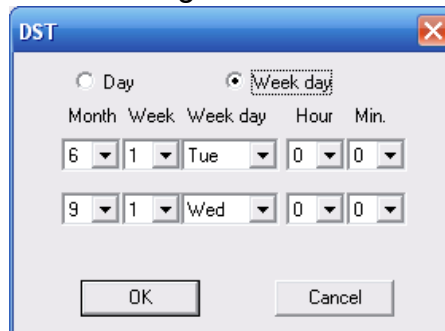 DST
Day Week day
Month Week Week day Hour Min.
6 1 Tue 0 0
9 1 Wed 0 0
OK Cancel